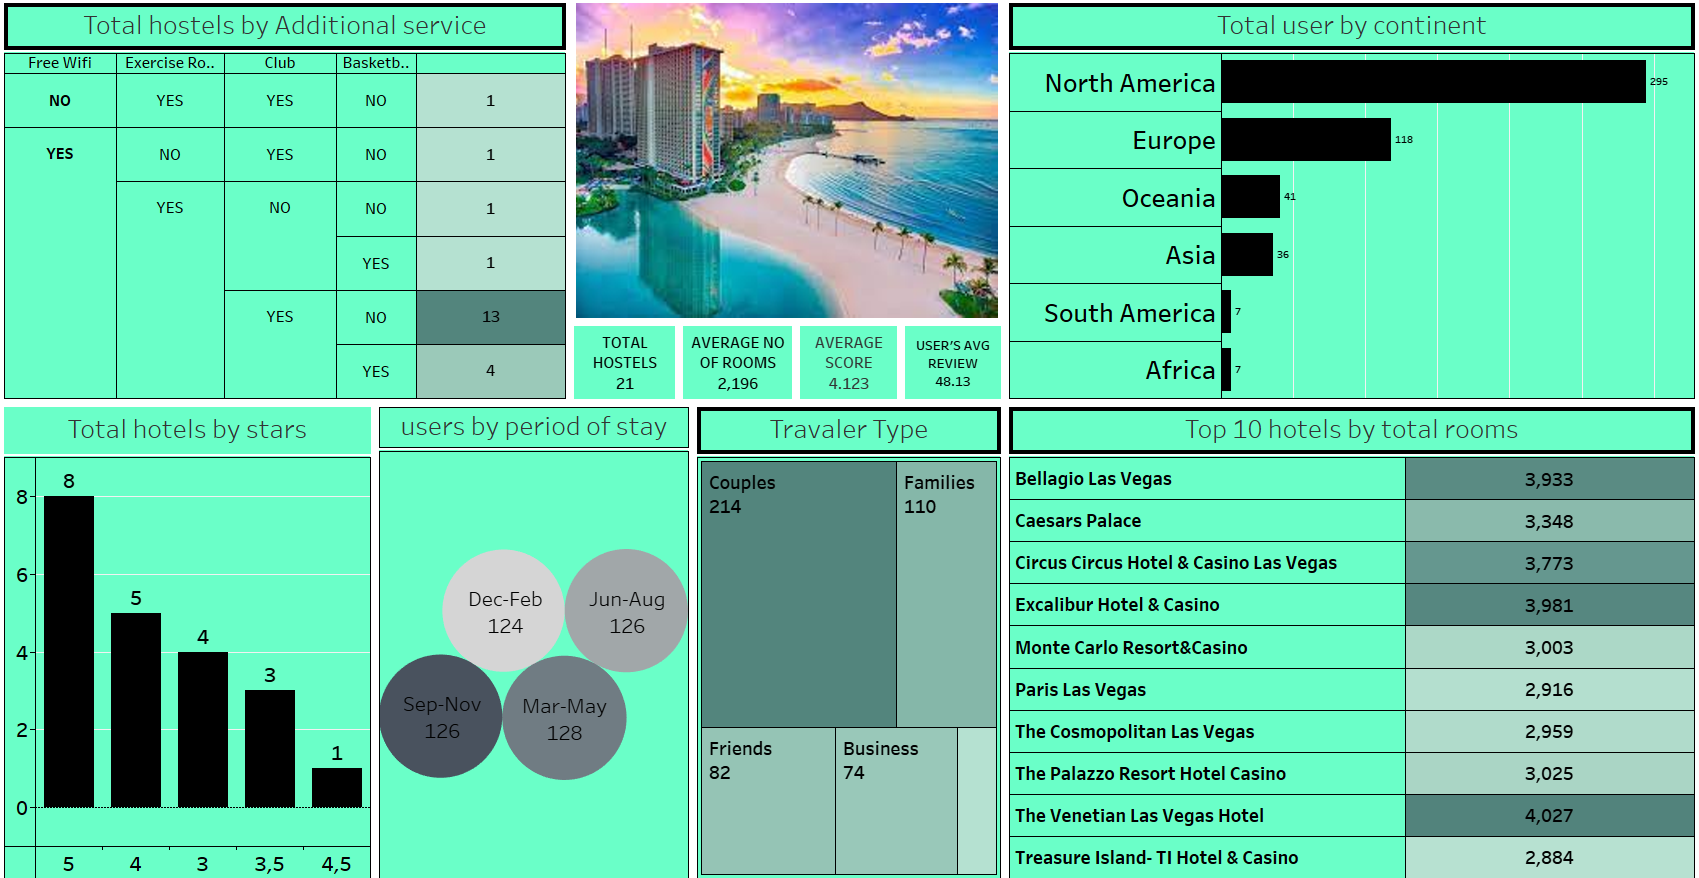 Total hostels by Additional service
Free Wifi Exercise Ro.. Club Basketb..
NO YES YES NO 1
YES NO YES NO 1
YES NO NO 1
YES 1
YES NO 13
YES 4
TOTAL
HOSTELS
21
AVERAGE NO
OF ROOMS
2,196
AVERAGE
SCORE
4.123
USER'S AVG
REVIEW
48.13
Total user by continent
North America 295
Europe 118
Oceania 41
Asia 36
South America 7
Africa 7
Total hotels by stars
8
6
4
2
0
8
5
4
3
1
5 4 3 3,5 4,5
users by period of stay
Dec-Feb
124
Jun-Aug
126
Sep-Nov
126
Mar-May
128
Travaler Type
Couples
214
Families
110
Friends
82
Business
74
Top 10 hotels by total rooms
Bellagio Las Vegas 3,933
Caesars Palace 3,348
Circus Circus Hotel & Casino Las Vegas 3,773
Excalibur Hotel & Casino 3,981
Monte Carlo Resort&Casino 3,003
Paris Las Vegas 2,916
The Cosmopolitan Las Vegas 2,959
The Palazzo Resort Hotel Casino 3,025
The Venetian Las Vegas Hotel 4,027
Treasure Island- TI Hotel & Casino 2,884